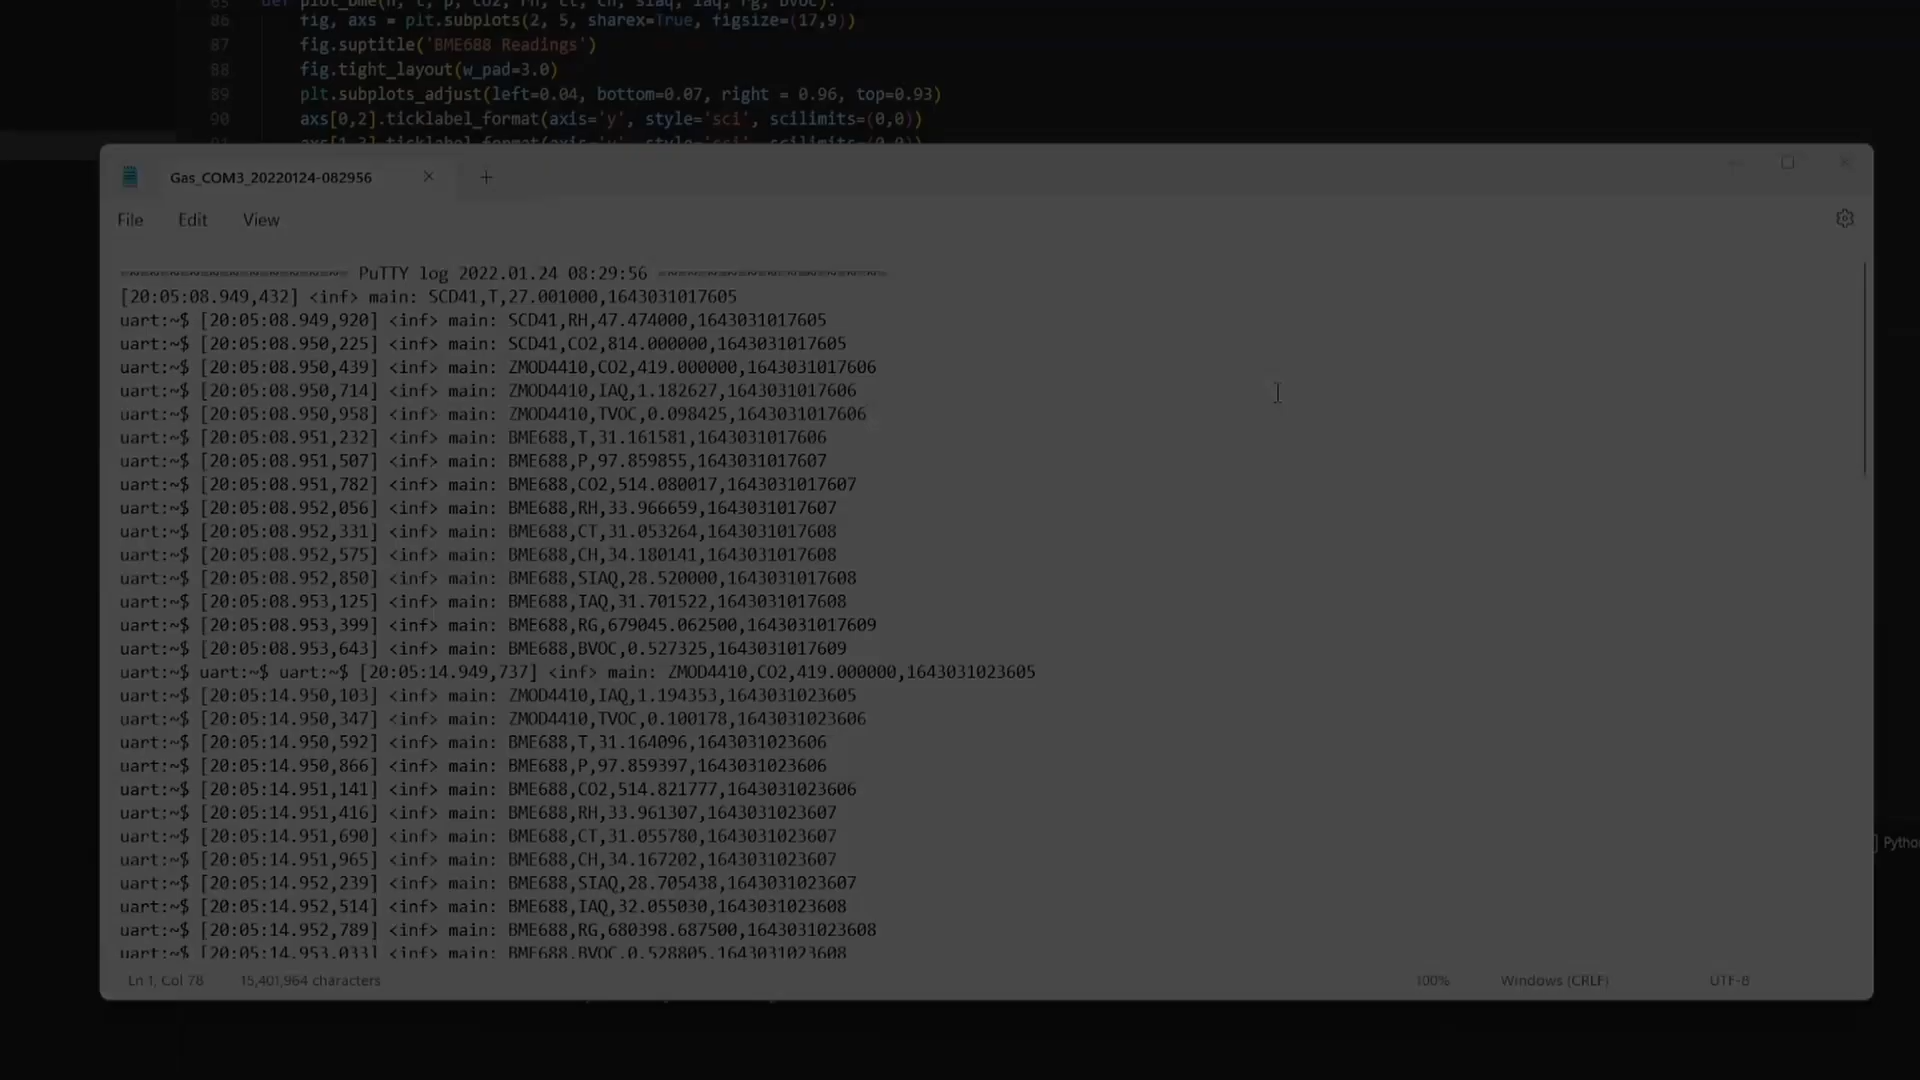 85 def plot_bme(n, t, p, co2, rh, ct, ch, siaq, iaq, rg, bvoc):
86 fig, axs = plt.subplots(2, 5, sharex=True, figsize=(17,9))
87 fig.suptitle('BME688 Readings')
88 fig.tight_layout(w_pad=3.0)
89 plt.subplots_adjust(left=0.04, bottom=0.07, right = 0.96, top=0.93)
90 axs[0,2].ticklabel_format(axis='y', style='sci', scilimits=(0,0))
Gas_COM3_20220124-082956
File Edit View
=~=~=~=~=~=~=~=~=~=~=~= PuTTY log 2022.01.24 08:29:56 =~=~=~=~=~=~=~=~=~=~=~=
[20:05:08.949,432] <inf> main: SCD41,T,27.001000,1643031017605
uart:~$ [20:05:08.949,920] <inf> main: SCD41,RH,47.474000,1643031017605
uart:~$ [20:05:08.950,225] <inf> main: SCD41,CO2,814.000000,1643031017605
uart:~$ [20:05:08.950,439] <inf> main: ZMOD4410,CO2,419.000000,1643031017606
uart:~$ [20:05:08.950,714] <inf> main: ZMOD4410,IAQ,1.182627,1643031017606
uart:~$ [20:05:08.950,958] <inf> main: ZMOD4410,TVOC,0.098425,1643031017606
uart:~$ [20:05:08.951,232] <inf> main: BME688,T,31.161581,1643031017606
uart:~$ [20:05:08.951,507] <inf> main: BME688,P,97.859855,1643031017607
uart:~$ [20:05:08.951,782] <inf> main: BME688,CO2,514.080017,1643031017607
uart:~$ [20:05:08.952,056] <inf> main: BME688,RH,33.966659,1643031017607
uart:~$ [20:05:08.952,331] <inf> main: BME688,CT,31.053264,1643031017608
uart:~$ [20:05:08.952,575] <inf> main: BME688,CH,34.180141,1643031017608
uart:~$ [20:05:08.952,850] <inf> main: BME688,SIAQ,28.520000,1643031017608
uart:~$ [20:05:08.953,125] <inf> main: BME688,IAQ,31.701522,1643031017608
uart:~$ [20:05:08.953,399] <inf> main: BME688,RG,679045.062500,1643031017609
uart:~$ [20:05:08.953,643] <inf> main: BME688,BVOC,0.527325,1643031017609
uart:~$ uart:~$ uart:~$ [20:05:14.949,737] <inf> main: ZMOD4410,CO2,419.000000,1643031023605
uart:~$ [20:05:14.950,103] <inf> main: ZMOD4410,IAQ,1.194353,1643031023605
uart:~$ [20:05:14.950,347] <inf> main: ZMOD4410,TVOC,0.100178,1643031023606
uart:~$ [20:05:14.950,592] <inf> main: BME688,T,31.164096,1643031023606
uart:~$ [20:05:14.950,866] <inf> main: BME688,P,97.859397,1643031023606
uart:~$ [20:05:14.951,141] <inf> main: BME688,CO2,514.821777,1643031023606
uart:~$ [20:05:14.951,416] <inf> main: BME688,RH,33.961307,1643031023607
uart:~$ [20:05:14.951,690] <inf> main: BME688,CT,31.055780,1643031023607
uart:~$ [20:05:14.951,965] <inf> main: BME688,CH,34.167202,1643031023607
uart:~$ [20:05:14.952,239] <inf> main: BME688,SIAQ,28.705438,1643031023607
uart:~$ [20:05:14.952,514] <inf> main: BME688,IAQ,32.055030,1643031023608
uart:~$ [20:05:14.952,789] <inf> main: BME688,RG,680398.687500,1643031023608
uart:~$ [20:05:14.953,033] <inf> main: BME688,BVOC,0.528805,1643031023608
Ln 1, Col 78 15,401,964 characters 100% Windows (CRLF) UTF-8